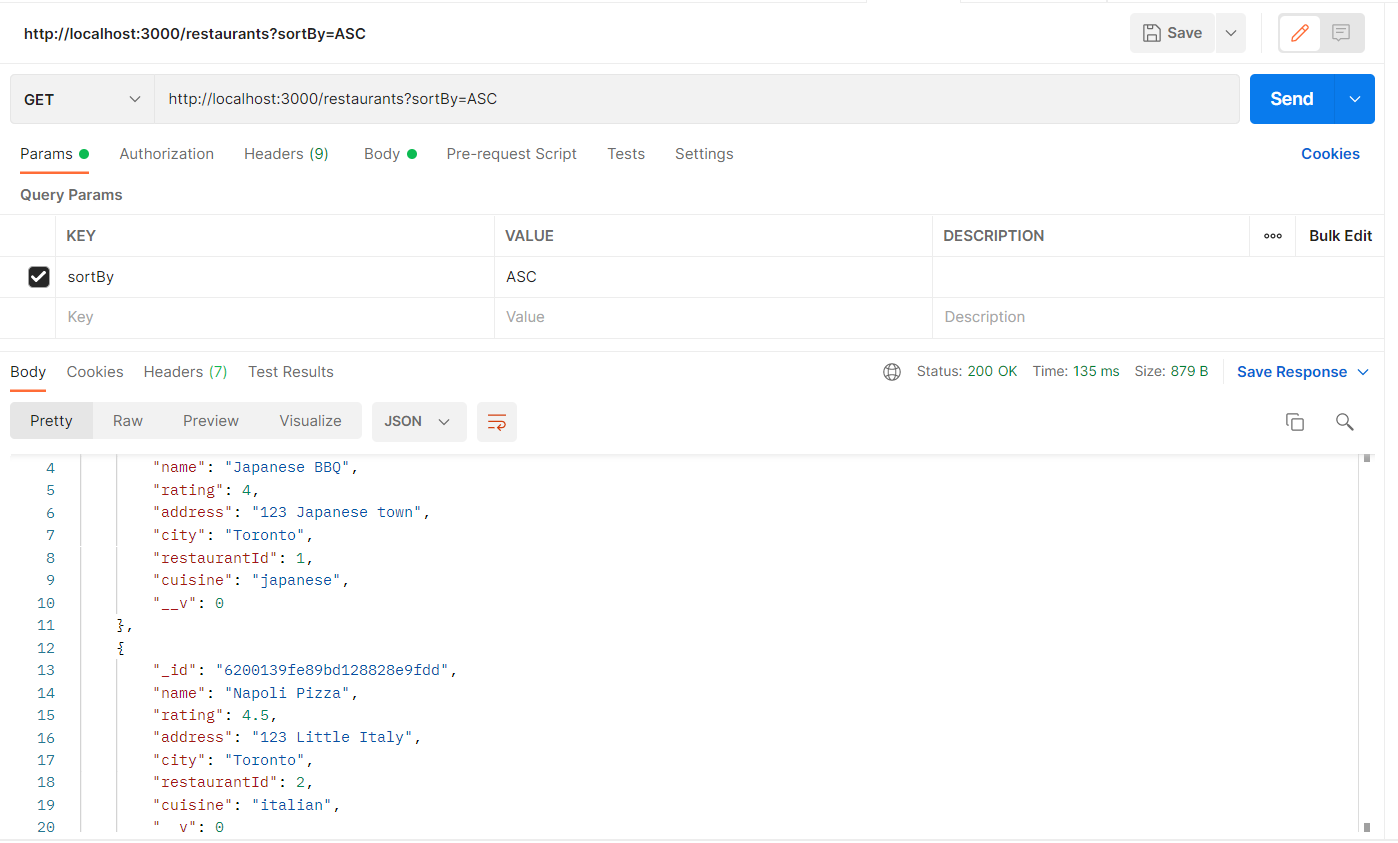 http://localhost:3000/restaurants?sortBy=ASC Save
GET http://localhost:3000/restaurants?sortBy=ASC Send
Params Authorization Headers (9) Body Pre-request Script Tests Settings Cookies
Query Params
KEY VALUE DESCRIPTION ooo Bulk Edit
sortBy ASC
Key Value Description
Body Cookies Headers (7) Test Results Status: 200 OK Time: 135 ms Size: 879 B Save Response
Pretty Raw Preview Visualize JSON
4 "name": "Japanese BBQ",
5 "rating": 4,
6 "address": "123 Japanese town",
7 "city": "Toronto",
8 "restaurantId": 1,
9 "cuisine": "japanese",
10 "__v": 0
11 },
12 {
13 "_id": "6200139fe89bd128828e9fdd",
14 "name": "Napoli Pizza",
15 "rating": 4.5,
16 "address": "123 Little Italy",
17 "city": "Toronto",
18 "restaurantId": 2,
19 "cuisine": "italian",
20 "__v": 0